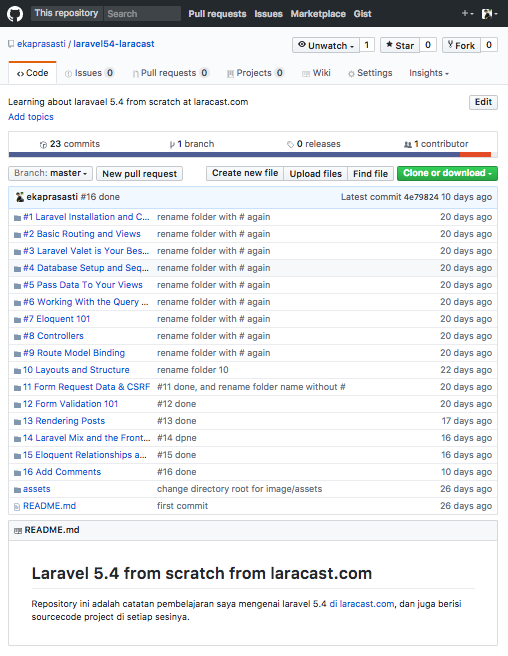 This repository Search Pull requests Issues Marketplace Gist
ekaprasasti / laravel54-laracast Unwatch 1 Star 0 Fork 0
Code Issues 0 Pull requests 0 Projects 0 Wiki Settings Insights
Learning about laravael 5.4 from scratch at laracast.com Edit
Add topics
23 commits 1 branch 0 releases 1 contributor
Branch: master New pull request Create new file Upload files Find file Clone or download
ekaprasasti #16 done Latest commit 4e79824 10 days ago
#1 Laravel Installation and C... rename folder with # again 20 days ago
#2 Basic Routing and Views rename folder with # again 20 days ago
#3 Laravel Valet is Your Bes... rename folder with # again 20 days ago
#4 Database Setup and Seq... rename folder with # again 20 days ago
#5 Pass Data To Your Views rename folder with # again 20 days ago
#6 Working With the Query ... rename folder with # again 20 days ago
#7 Eloquent 101 rename folder with # again 20 days ago
#8 Controllers rename folder with # again 20 days ago
#9 Route Model Binding rename folder with # again 20 days ago
10 Layouts and Structure rename folder 10 22 days ago
11 Form Request Data & CSRF #11 done, and rename folder name without # 20 days ago
12 Form Validation 101 #12 done 20 days ago
13 Rendering Posts #13 done 17 days ago
14 Laravel Mix and the Front... #14 dpne 16 days ago
15 Eloquent Relationships a... #15 done 16 days ago
16 Add Comments #16 done 10 days ago
assets change directory root for image/assets 26 days ago
README.md first commit 26 days ago
README.md
Laravel 5.4 from scratch from laracast.com
Repository ini adalah catatan pembelajaran saya mengenai laravel 5.4 di laracast.com, dan juga berisi
sourcecode project di setiap sesinya.